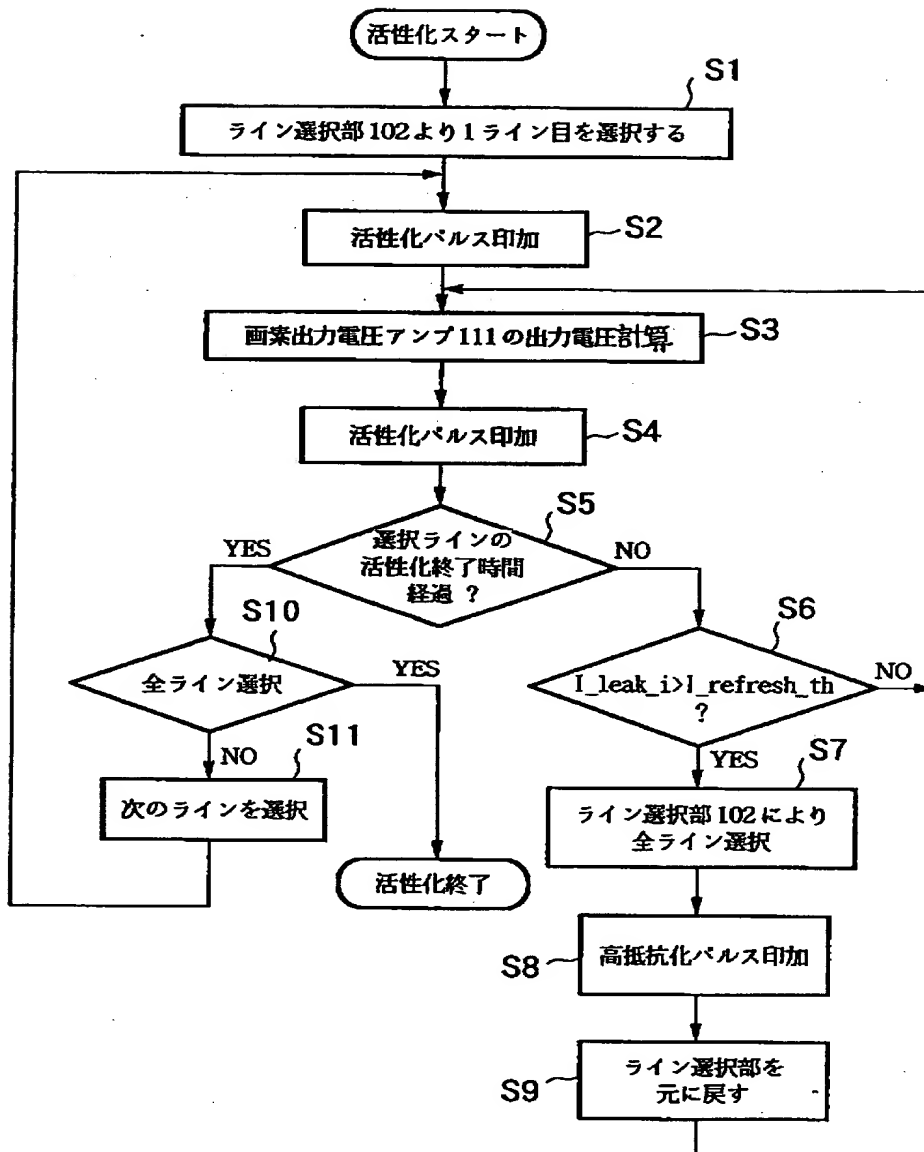 活性化スタート
S1
ライン選択部102より1ライン目を選択する
活性化パルス印加
S2
画素出力電圧アンプ111の出力電圧計算
S3
活性化パルス印加
S4
S5
選択ラインの
活性化終了時間
経過 ?
YES
NO
S10
全ライン選択
YES
NO
S6
I_leak_i>I_refresh_th
?
NO
YES
S11
次のラインを選択
S7
ライン選択部102により
全ライン選択
活性化終了
S8
高抵抗化パルス印加
S9
ライン選択部を
元に戻す